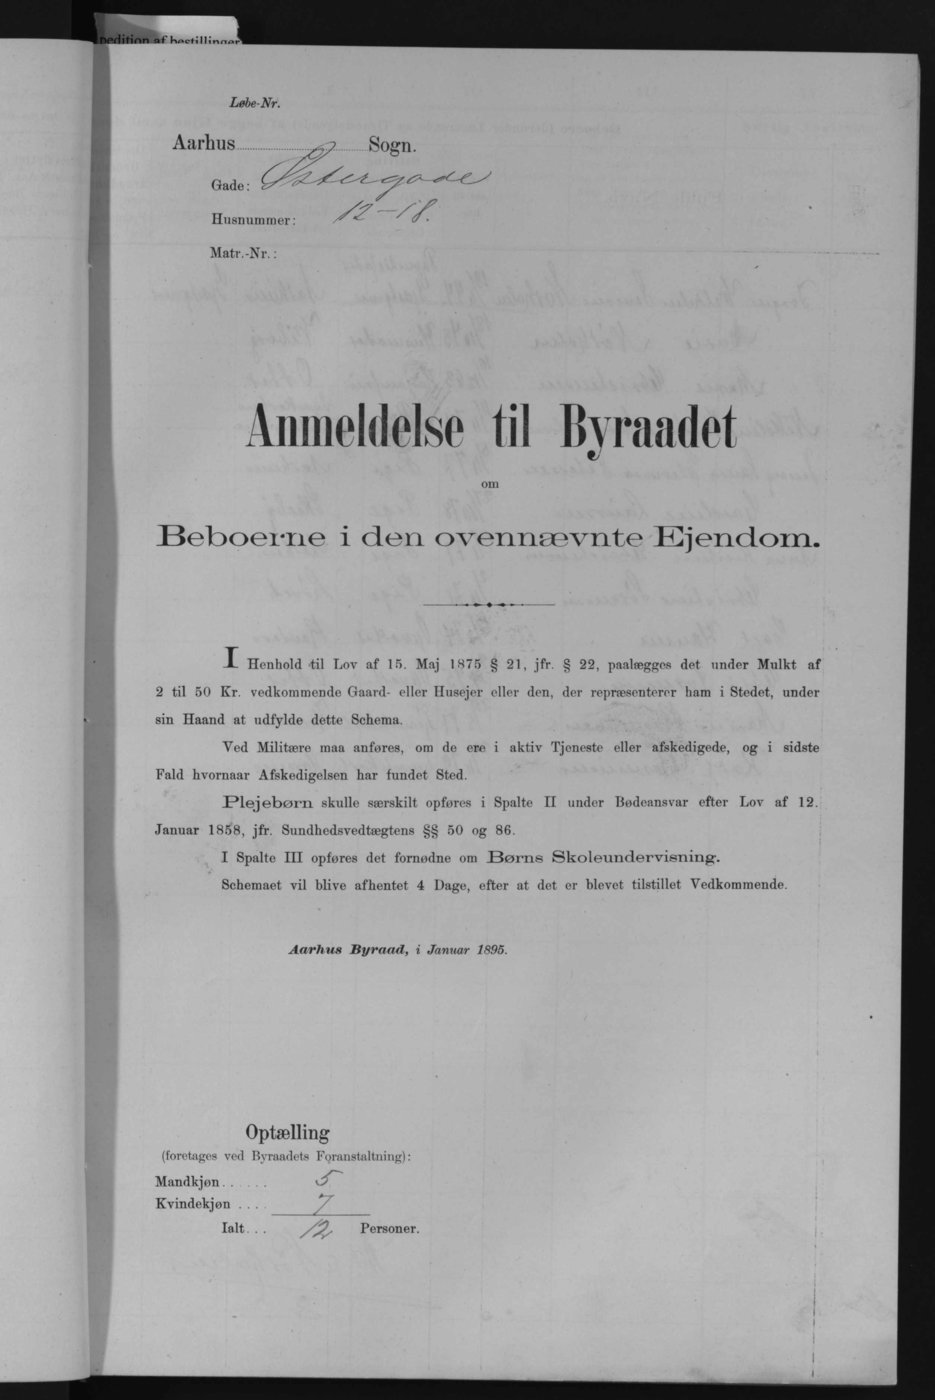 pedition af bestillinger
Løbe-Nr.
Aarhus Sogn.
Gade: Østergade
Husnummer: 12-18.
Matr.-Nr.:
Anmeldelse til Byraadet
om
Beboerne i den ovennævnte Ejendom.
I Henhold til Lov af 15. Maj 1875 § 21, jfr. § 22, paalægges det under Mulkt af
2 til 50 Kr. vedkommende Gaard- eller Husejer eller den, der repræsenterer ham i Stedet, under
sin Haand at udfylde dette Schema.
Ved Militære maa anføres, om de ere i aktiv Tjeneste eller afskedigede, og i sidste
Fald hvornaar Afskedigelsen har fundet Sted.
Plejebørn skulle særskilt opføres i Spalte II under Bødeansvar efter Lov af 12.
Januar 1858, jfr. Sundhedsvedtægtens §§ 50 og 86.
I Spalte III opføres det fornødne om Børns Skoleundervisning.
Schemaet vil blive afhentet 4 Dage, efter at det er blevet tilstillet Vedkommende.
Aarhus Byraad, i Januar 1895.
Optælling
(foretages ved Byraadets Foranstaltning):
Mandkjøn...... 5
Kvindekjøn .... 7
Ialt... 12 Personer.